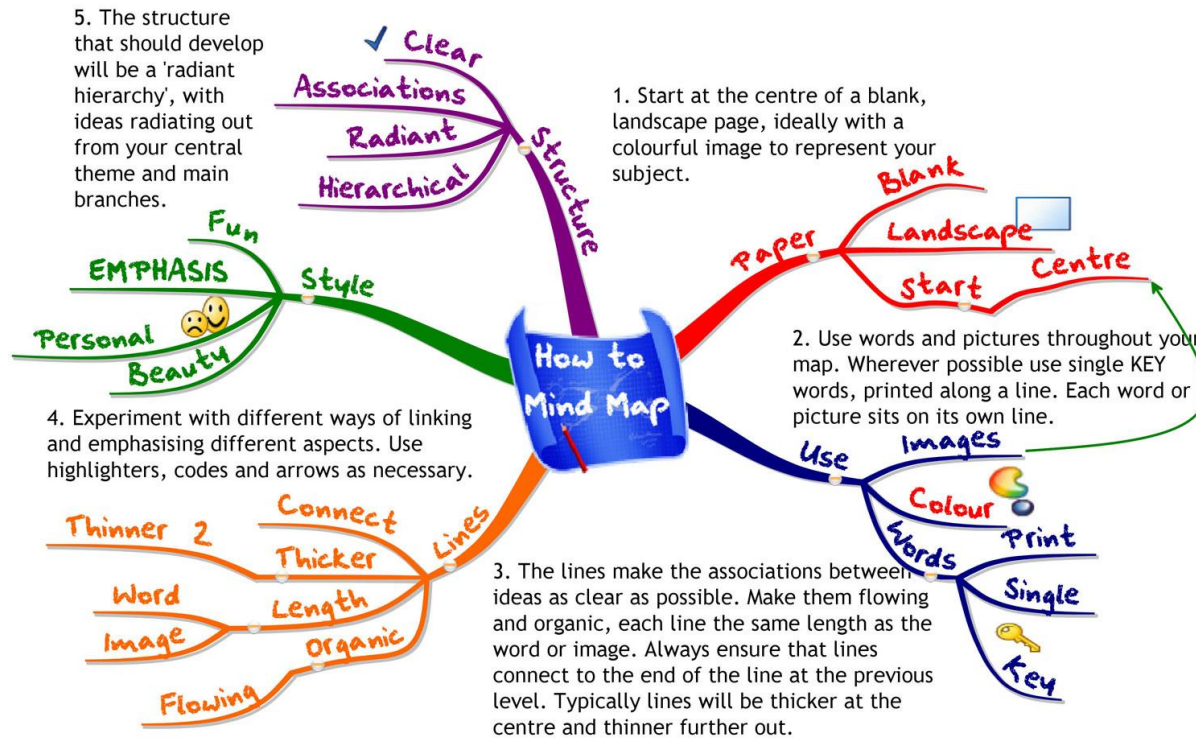 How to
Mind Map
1. Start at the centre of a blank,
landscape page, ideally with a
colourful image to represent your
subject.
Paper
Blank
Landscape
Start
Centre
2. Use words and pictures throughout your
map. Wherever possible use single KEY
words, printed along a line. Each word or
picture sits on its own line.
Use
Images
Colour
Words
Print
Single
Key
3. The lines make the associations between
ideas as clear as possible. Make them flowing
and organic, each line the same length as the
word or image. Always ensure that lines
connect to the end of the line at the previous
level. Typically lines will be thicker at the
centre and thinner further out.
Lines
Connect
Thicker
Thinner 2
Length
Word
Image
Organic
Flowing
4. Experiment with different ways of linking
and emphasising different aspects. Use
highlighters, codes and arrows as necessary.
Style
Fun
EMPHASIS
Personal
Beauty
5. The structure
that should develop
will be a 'radiant
hierarchy', with
ideas radiating out
from your central
theme and main
branches.
Structure
Clear
Associations
Radiant
Hierarchical